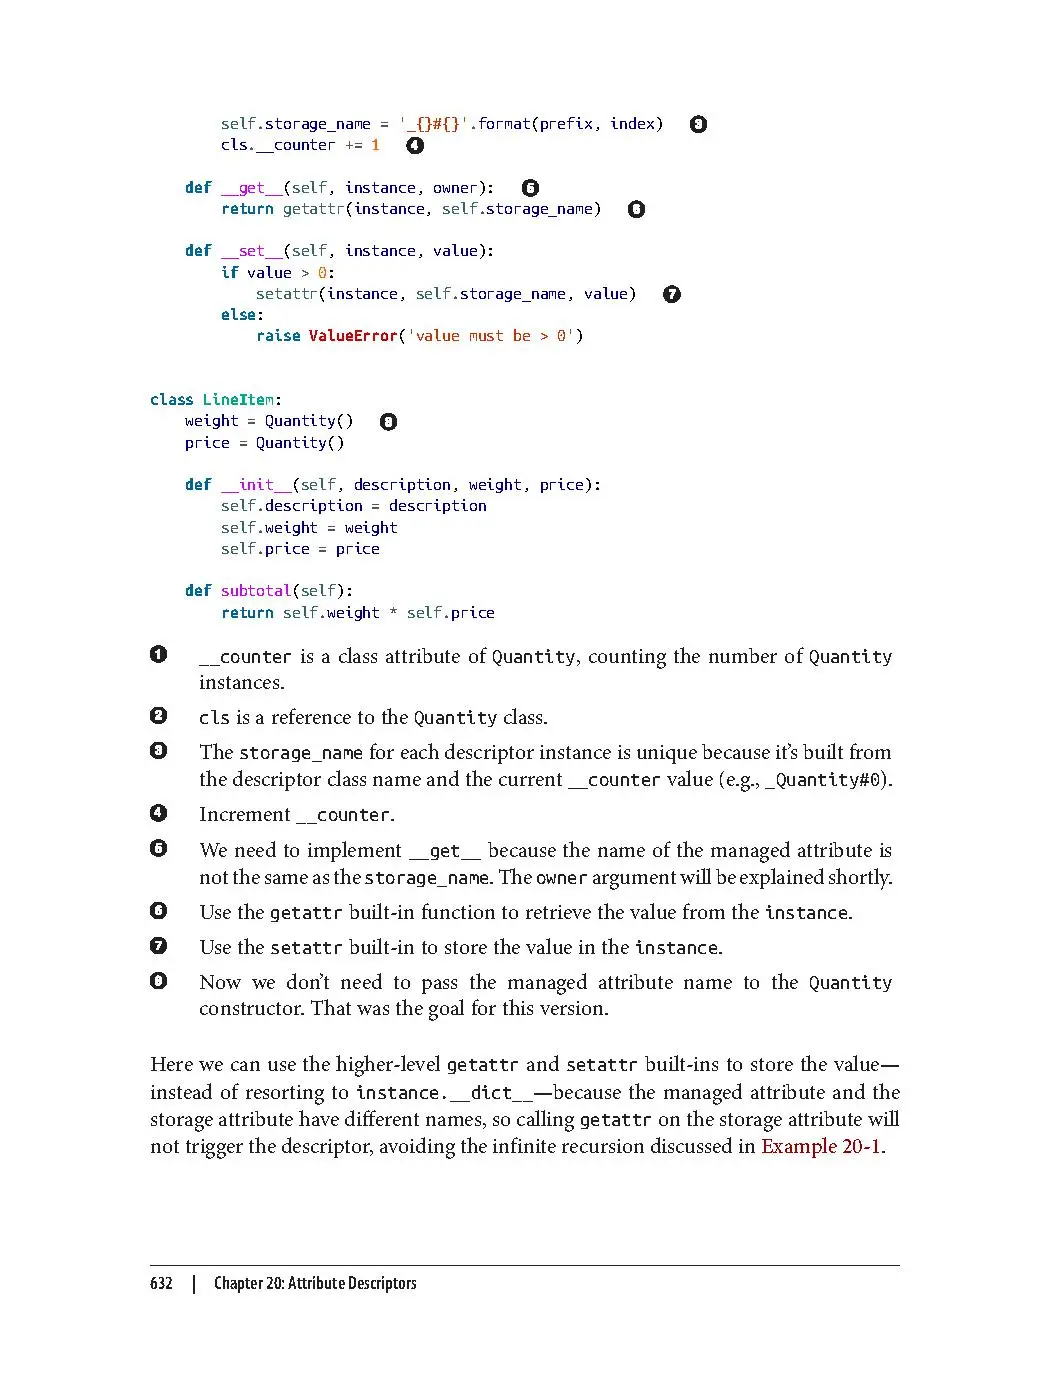 self.storage_name = '_{}#{}'.format(prefix, index) ❸
        cls.__counter += 1 ❹
    def __get__(self, instance, owner): ❺
        return getattr(instance, self.storage_name) ❻
    def __set__(self, instance, value):
        if value > 0:
            setattr(instance, self.storage_name, value) ❼
        else:
            raise ValueError('value must be > 0')
class LineItem:
    weight = Quantity() ❽
    price = Quantity()
    def __init__(self, description, weight, price):
        self.description = description
        self.weight = weight
        self.price = price
    def subtotal(self):
        return self.weight * self.price
❶ __counter is a class attribute of Quantity, counting the number of Quantity
instances.
❷ cls is a reference to the Quantity class.
❸ The storage_name for each descriptor instance is unique because it’s built from
the descriptor class name and the current __counter value (e.g., _Quantity#0).
❹ Increment __counter.
❺ We need to implement __get__ because the name of the managed attribute is
not the same as the storage_name. The owner argument will be explained shortly.
❻ Use the getattr built-in function to retrieve the value from the instance.
❼ Use the setattr built-in to store the value in the instance.
❽ Now we don’t need to pass the managed attribute name to the Quantity
constructor. That was the goal for this version.
Here we can use the higher-level getattr and setattr built-ins to store the value—
instead of resorting to instance.__dict__—because the managed attribute and the
storage attribute have different names, so calling getattr on the storage attribute will
not trigger the descriptor, avoiding the infinite recursion discussed in Example 20-1.
632 | Chapter 20: Attribute Descriptors